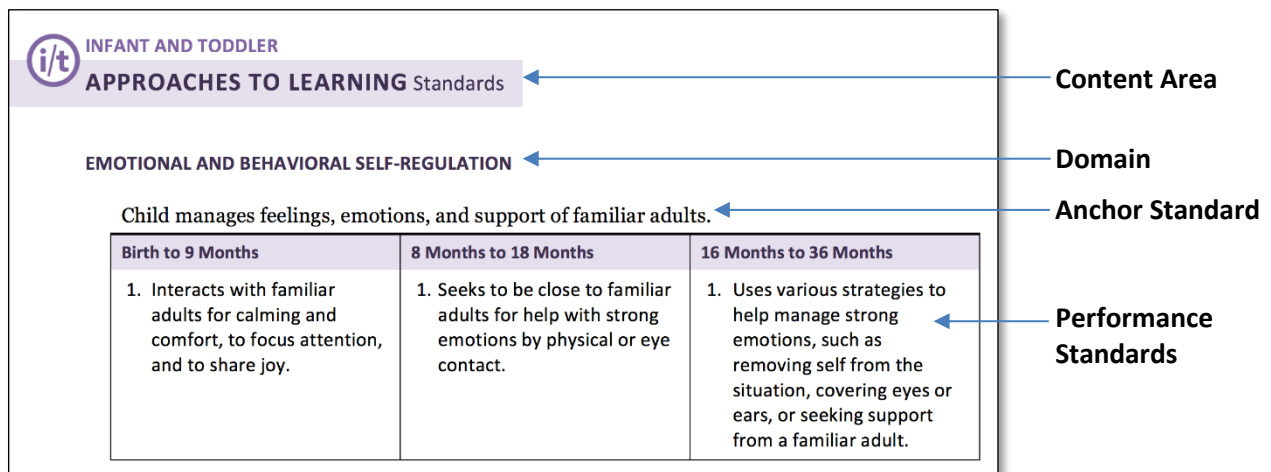 i/t
INFANT AND TODDLER
APPROACHES TO LEARNING Standards
Content Area
EMOTIONAL AND BEHAVIORAL SELF-REGULATION
Domain
Child manages feelings, emotions, and support of familiar adults.
Anchor Standard
Birth to 9 Months
8 Months to 18 Months
16 Months to 36 Months
1. Interacts with familiar
adults for calming and
comfort, to focus attention,
and to share joy.
1. Seeks to be close to familiar
adults for help with strong
emotions by physical or eye
contact.
1. Uses various strategies to
help manage strong
emotions, such as
removing self from the
situation, covering eyes or
ears, or seeking support
from a familiar adult.
Performance
Standards